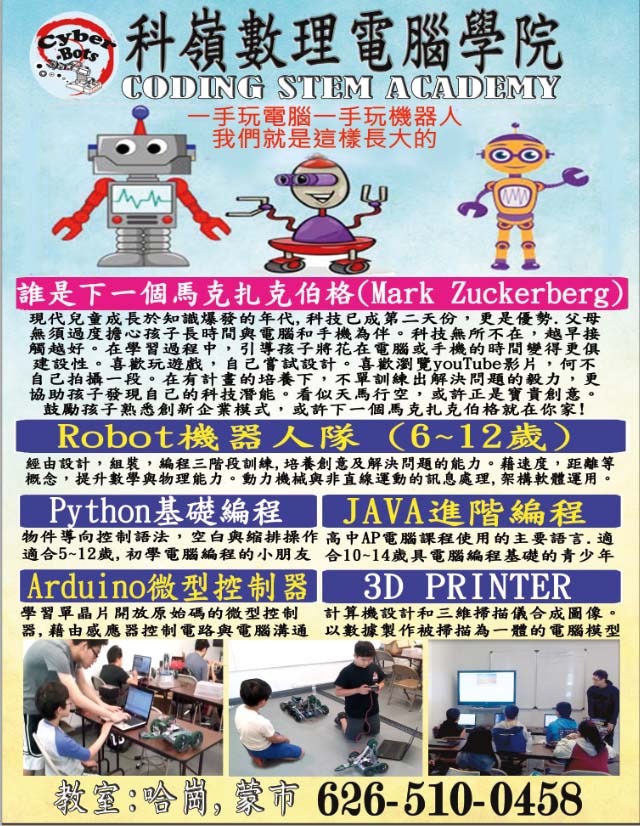 Cyber
Bots
科嶺數理電腦學院
CODING STEM ACADEMY
一手玩電腦一手玩機器人
我們就是這樣長大的
誰是下一個馬克扎克伯格(Mark Zuckerberg)
現代兒童成長於知識爆發的年代,科技已成第二天份，更是優勢.父母
無須過度擔心孩子長時間與電腦和手機為伴。科技無所不在，越早接
觸越好。在學習過程中，引導孩子將花在電腦或手機的時間變得更俱
建設性。喜歡玩遊戲，自己嘗試設計。喜歡瀏覽youTube影片，何不
自己拍攝一段。在有計畫的培養下，不單訓練出解決問題的毅力，更
協助孩子發現自己的科技潛能。看似天馬行空，或許正是寶貴創意。
鼓勵孩子熟悉創新企業模式，或許下一個馬克扎克伯格就在你家!
Robot機器人隊 (6~12歲)
經由設計，組裝，編程三階段訓練,培養創意及解決問題的能力。藉速度，距離等
概念，提升數學與物理能力。動力機械與非直線運動的訊息處理,架構軟體運用。
Python基礎編程
物件導向控制語法，空白與縮排操作
適合5~12歲,初學電腦編程的小朋友
JAVA進階編程
高中AP電腦課程使用的主要語言.適
合10~14歲具電腦編程基礎的青少年
Arduino微型控制器
學習單晶片開放原始碼的微型控制
器,藉由感應器控制電路與電腦溝通
3D PRINTER
計算機設計和三維掃描儀合成圖像。
以數據製作被掃描為一體的電腦模型
教室:哈崗,蒙市 626-510-0458